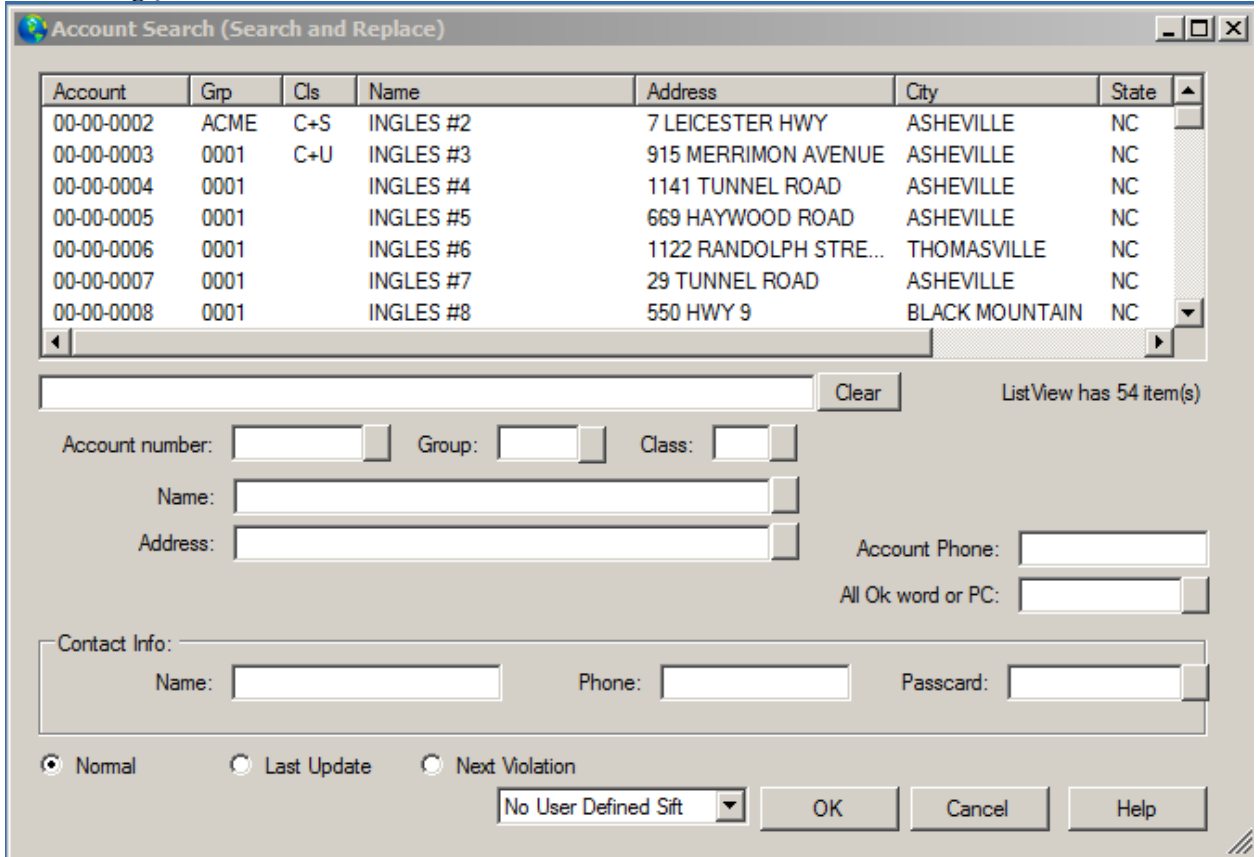 Account Search (Search and Replace)
Account Grp Cls Name Address City State
00-00-0002 ACME C+S INGLES #2 7 LEICESTER HWY ASHEVILLE NC
00-00-0003 0001 C+U INGLES #3 915 MERRIMON AVENUE ASHEVILLE NC
00-00-0004 0001 INGLES #4 1141 TUNNEL ROAD ASHEVILLE NC
00-00-0005 0001 INGLES #5 669 HAYWOOD ROAD ASHEVILLE NC
00-00-0006 0001 INGLES #6 1122 RANDOLPH STRE... THOMASVILLE NC
00-00-0007 0001 INGLES #7 29 TUNNEL ROAD ASHEVILLE NC
00-00-0008 0001 INGLES #8 550 HWY 9 BLACK MOUNTAIN NC
Clear ListView has 54 item(s)
Account number: Group: Class:
Name:
Address:
Account Phone:
All Ok word or PC:
Contact Info:
Name: Phone: Passcard:
Normal Last Update Next Violation
No User Defined Sift OK Cancel Help